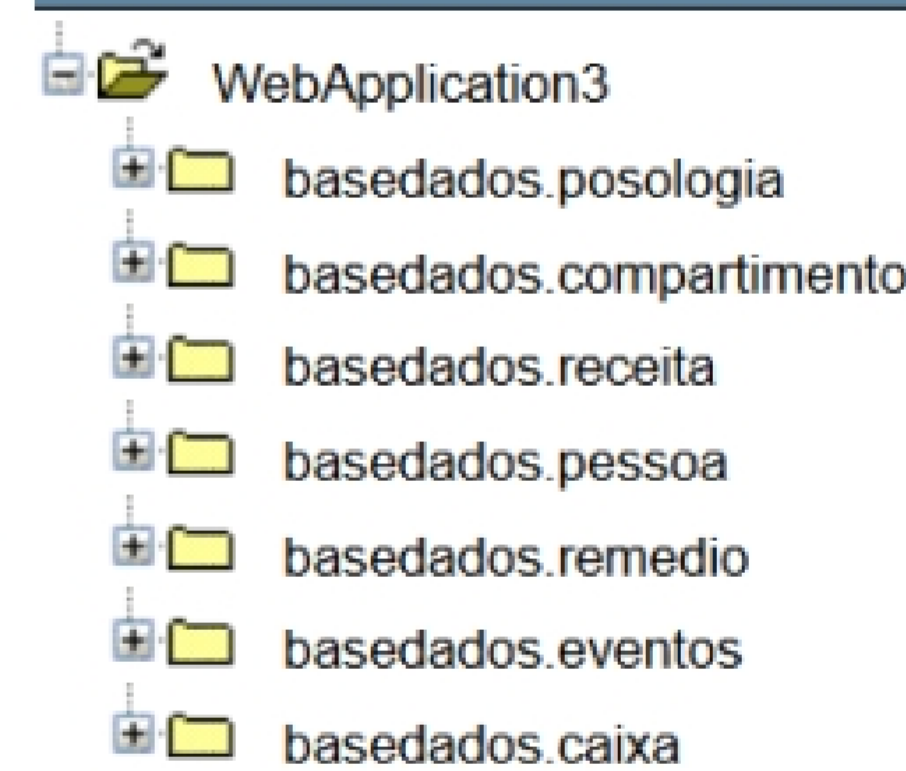 WebApplication3
basedados.posologia
basedados.compartimento
basedados.receita
basedados.pessoa
basedados.remedio
basedados.eventos
basedados.caixa